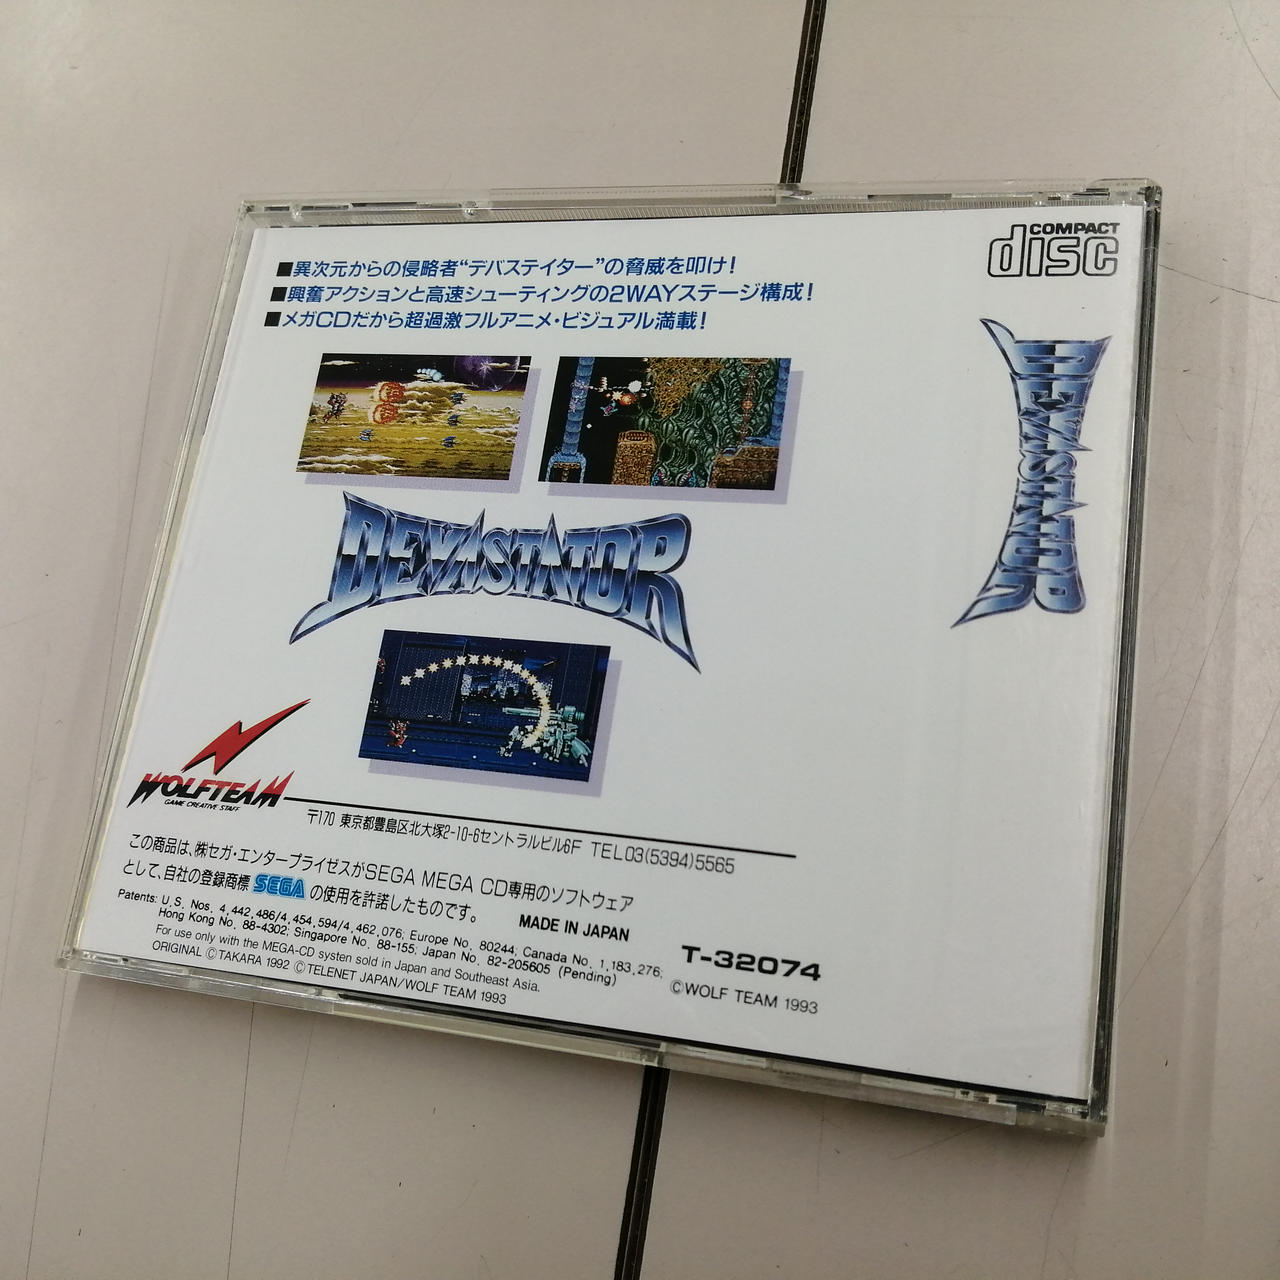 COMPACT
disc
■異次元からの侵略者“デバステイター”の脅威を叩け!
■興奮アクションと高速シューティングの2WAYステージ構成!
■メガCDだから超過激フルアニメ・ビジュアル満載!
DEVASTATOR
DEVASTATOR
WOLFTEAM
GAME CREATIVE STAFF
〒170 東京都豊島区北大塚2-10-6セントラルビル6F TEL03(5394)5565
この商品は、㈱セガ・エンタープライゼスがSEGA MEGA CD専用のソフトウェア
として、自社の登録商標 SEGA の使用を許諾したものです。
MADE IN JAPAN
Patents: U.S. Nos. 4,442,486/4,454,594/4,462,076; Europe No. 80244; Canada No. 1,183,276;
Hong Kong No. 88-4302; Singapore No. 88-155; Japan No. 82-205605 (Pending)
For use only with the MEGA-CD systen sold in Japan and Southeast Asia.
ORIGINAL ©TAKARA 1992 ©TELENET JAPAN/WOLF TEAM 1993
T-32074
©WOLF TEAM 1993